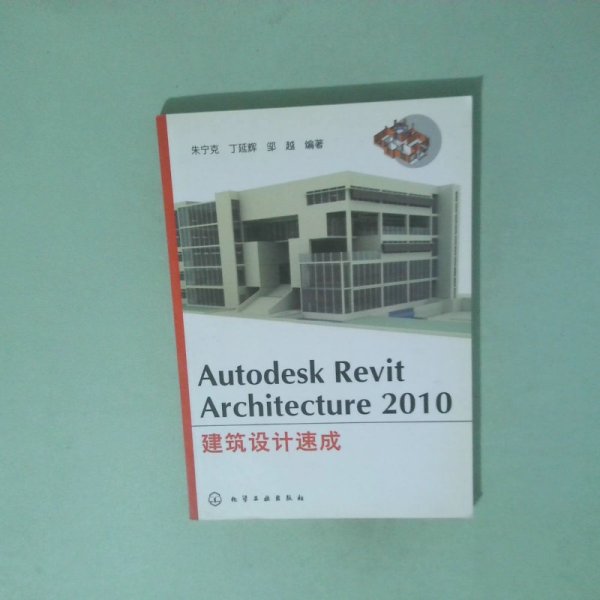 朱宁克 丁延辉 邹 越 编著
Autodesk Revit
Architecture 2010
建筑设计速成
化学工业出版社